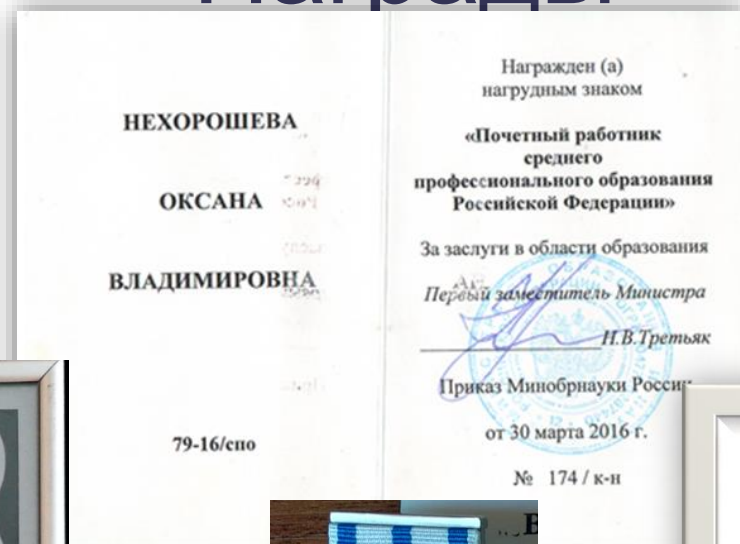 Награды
НЕХОРОШЕВА
ОКСАНА
ВЛАДИМИРОВНА
79-16/спо
Награжден (а)
нагрудным знаком
«Почетный работник
среднего
профессионального образования
Российской Федерации»
За заслуги в области образования
Первый заместитель Министра
Н.В.Третьяк
Приказ Минобрнауки России
от 30 марта 2016 г.
№ 174 / к-н